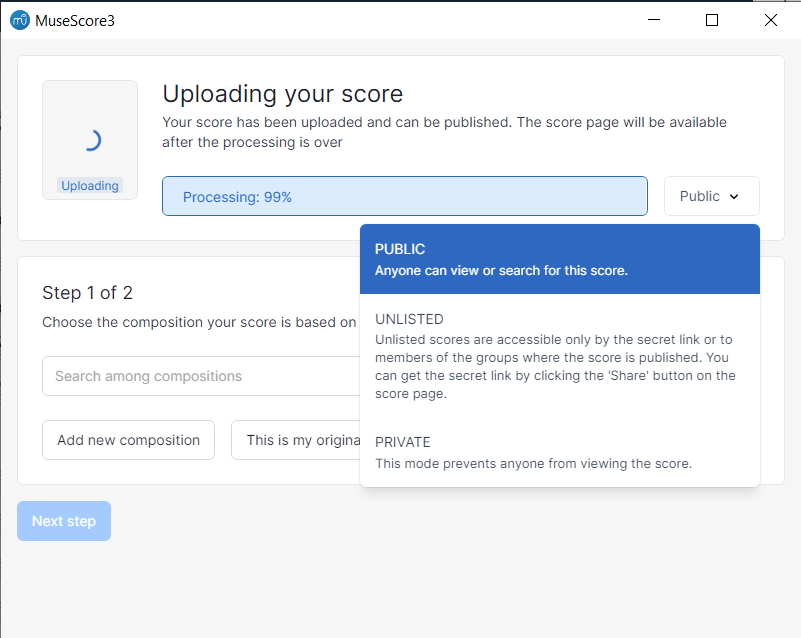 MuseScore3
Uploading your score
Your score has been uploaded and can be published. The score page will be available
after the processing is over
Uploading
Processing: 99%
Public
PUBLIC
Anyone can view or search for this score.
UNLISTED
Unlisted scores are accessible only by the secret link or to
members of the groups where the score is published. You
can get the secret link by clicking the 'Share' button on the
score page.
PRIVATE
This mode prevents anyone from viewing the score.
Step 1 of 2
Choose the composition your score is based on
Search among compositions
Add new composition
This is my origina
Next step